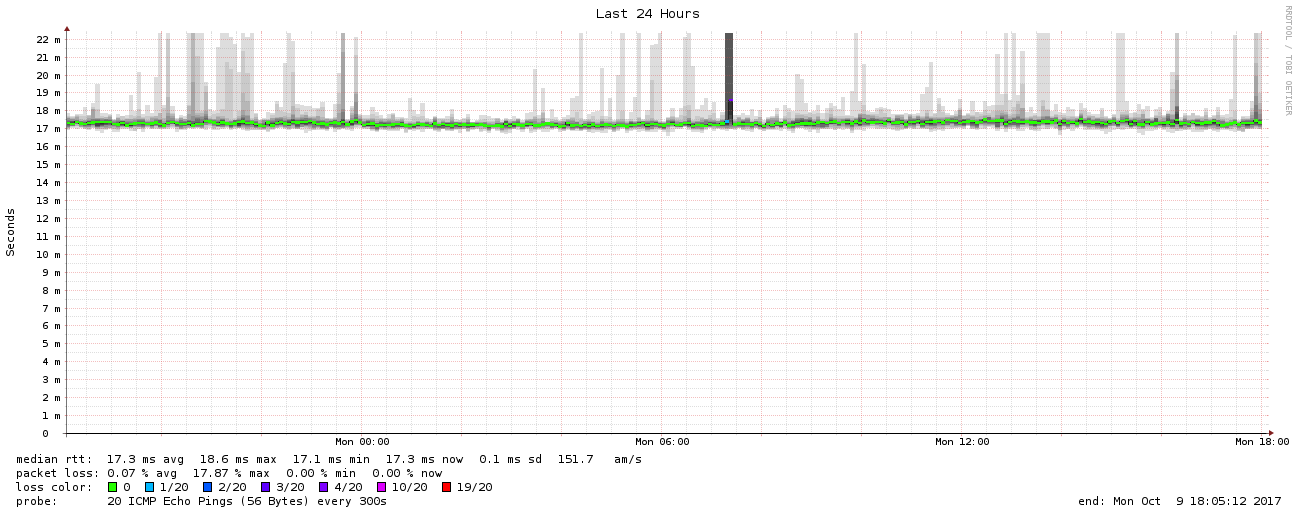 Last 24 Hours
RRDTOOL / TOBI OETIKER
Seconds
22 m
21 m
20 m
19 m
18 m
17 m
16 m
15 m
14 m
13 m
12 m
11 m
10 m
9 m
8 m
7 m
6 m
5 m
4 m
3 m
2 m
1 m
0
Mon 00:00 Mon 06:00 Mon 12:00 Mon 18:00
median rtt: 17.3 ms avg 18.6 ms max 17.1 ms min 17.3 ms now 0.1 ms sd 151.7 am/s
packet loss: 0.07 % avg 17.87 % max 0.00 % min 0.00 % now
loss color: 0 1/20 2/20 3/20 4/20 10/20 19/20
probe: 20 ICMP Echo Pings (56 Bytes) every 300s end: Mon Oct 9 18:05:12 2017